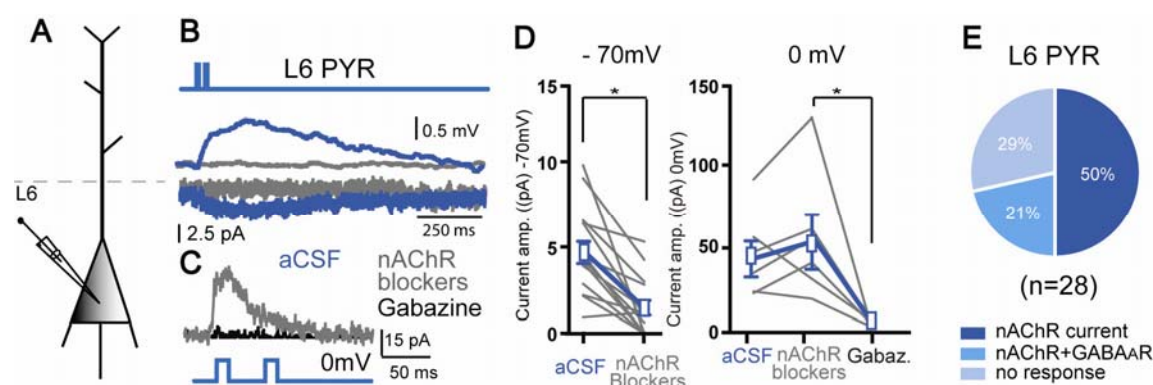 A
L6
B
L6 PYR
0.5 mV
250 ms
2.5 pA
aCSF
nAChR
blockers
Gabazine
C
15 pA
0mV
50 ms
D
- 70mV
Current amp. ((pA) -70mV)
15
10
5
0
*
aCSF
nAChR
Blockers
0 mV
Current amp. ((pA) 0mV)
150
100
50
0
*
aCSF
nAChR
blockers
Gabaz.
E
L6 PYR
29%
50%
21%
(n=28)
nAChR current
nAChR+GABAAR
no response